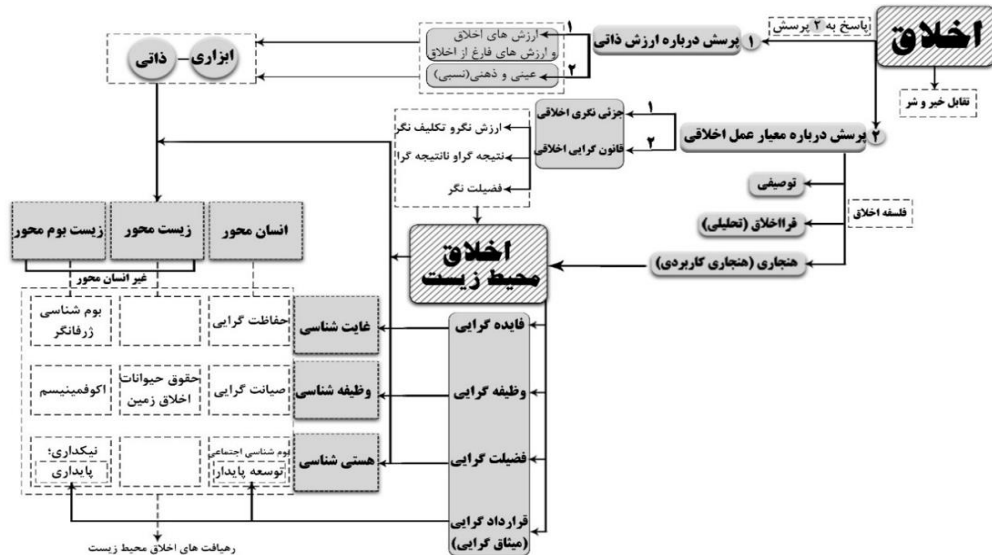 اخلاق
تقابل خیر و شر
پاسخ به ۲ پرسش
۱ پرسش درباره ارزش ذاتی
۱
ارزش های اخلاق
و ارزش های فارغ از اخلاق
۲
عینی و ذهنی(نسبی)
ابزاری – ذاتی
۲ پرسش درباره معیار عمل اخلاقی
۱
جزئی نگری اخلاقی
۲
قانون گرایی اخلاقی
ارزش نگرو تکلیف نگر
نتیجه گراو نانتیجه گرا
فضیلت نگر
فلسفه اخلاق
توصیفی
فرااخلاق (تحلیلی)
هنجاری (هنجاری کاربردی)
اخلاق
محیط زیست
انسان محور
زیست محور
زیست بوم محور
غیر انسان محور
فایده گرایی
وظیفه گرایی
فضیلت گرایی
قرارداد گرایی
(میثاق گرایی)
غایت شناسی
حفاظت گرایی
بوم شناسی
ژرفانگر
وظیفه شناسی
صیانت گرایی
حقوق حیوانات
اخلاق زمین
اکوفمینیسم
هستی شناسی
بوم شناسی اجتماعی
توسعه پایدار
نیکداری؛
پایداری
رهیافت های اخلاق محیط زیست